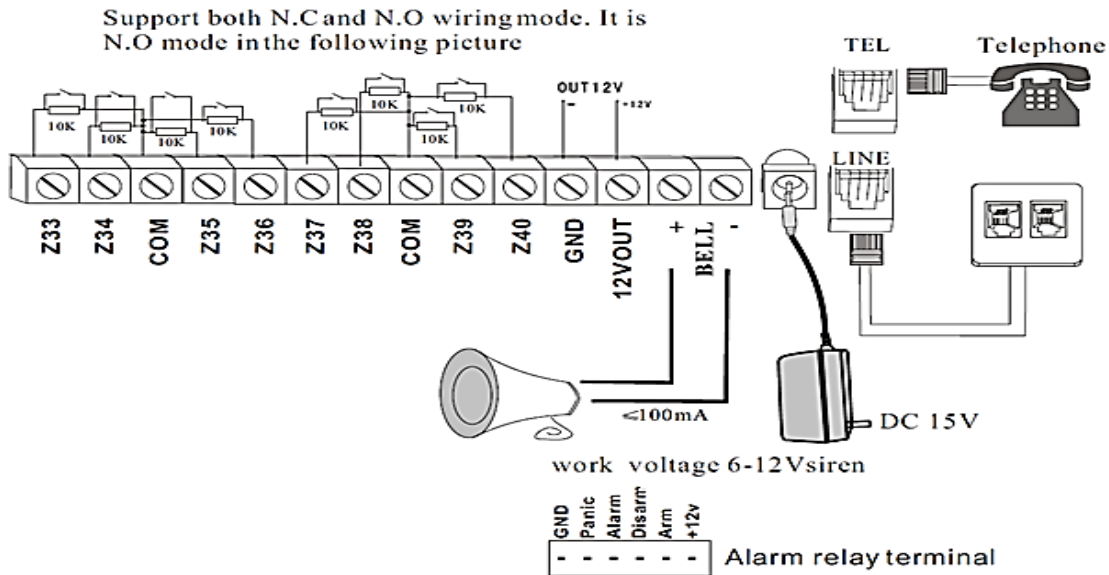 Support both N.C and N.O wiring mode. It is
N.O mode in the following picture
TEL
Telephone
10K
10K
10K
10K
10K
10K
10K
10K
OUT12V
-
+12V
LINE
Z33
Z34
COM
Z35
Z36
Z37
Z38
COM
Z39
Z40
GND
12VOUT
+
BELL
-
≤100mA
DC 15V
work voltage 6-12Vsiren
GND
Panic
Alarm
Disarm
Arm
+12v
- - - - - -
Alarm relay terminal